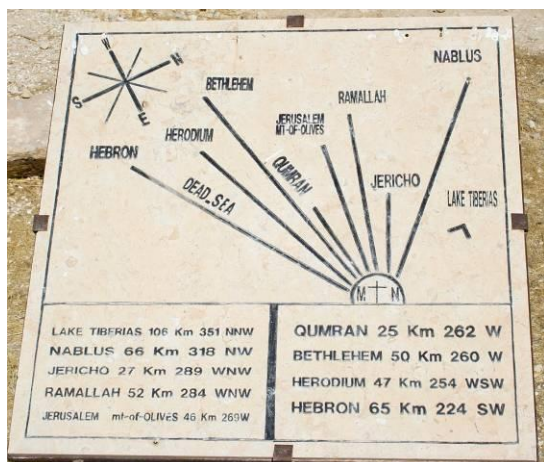 W
N
S
E
NABLUS
BETHLEHEM
RAMALLAH
JERUSALEM
MT-OF-OLIVES
HERODIUM
HEBRON
QUMRAN
JERICHO
DEAD-SEA
LAKE TIBERIAS
M N
LAKE TIBERIAS 106 Km 351 NNW
NABLUS 66 Km 318 NW
JERICHO 27 Km 289 WNW
RAMALLAH 52 Km 284 WNW
JERUSALEM mt-of-OLIVES 46 Km 269W
QUMRAN 25 Km 262 W
BETHLEHEM 50 Km 260 W
HERODIUM 47 Km 254 WSW
HEBRON 65 Km 224 SW